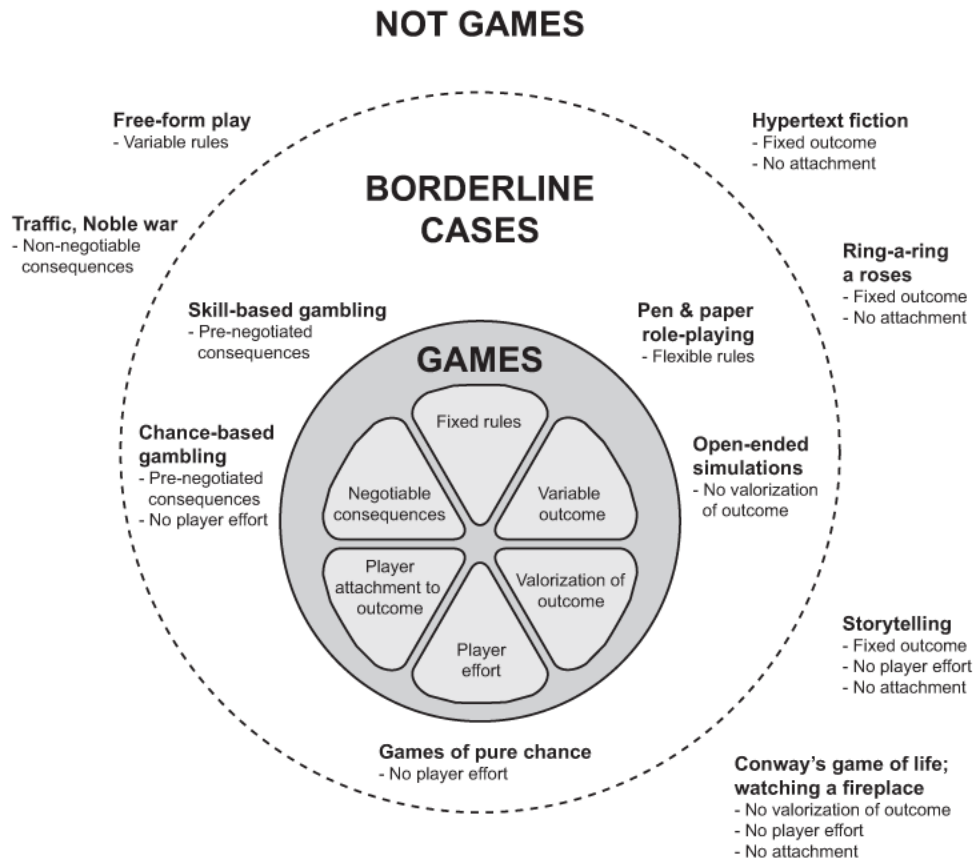 NOT GAMES
Free-form play
- Variable rules
Hypertext fiction
- Fixed outcome
- No attachment
BORDERLINE
CASES
Traffic, Noble war
- Non-negotiable
consequences
Ring-a-ring
a roses
- Fixed outcome
- No attachment
Skill-based gambling
- Pre-negotiated
consequences
Pen & paper
role-playing
- Flexible rules
GAMES
Fixed rules
Chance-based
gambling
- Pre-negotiated
consequences
- No player effort
Open-ended
simulations
- No valorization
of outcome
Negotiable
consequences
Variable
outcome
Player
attachment to
outcome
Valorization of
outcome
Player
effort
Storytelling
- Fixed outcome
- No player effort
- No attachment
Games of pure chance
- No player effort
Conway's game of life;
watching a fireplace
- No valorization of outcome
- No player effort
- No attachment